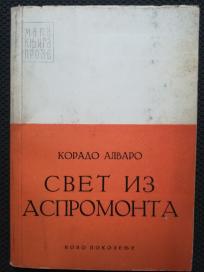 МАЛА
КЊИГА
ПРОЗЕ
КОРАДО АЛВАРО
СВЕТ ИЗ
АСПРОМОНТА
НОВО ПОКОЛЕЊЕ